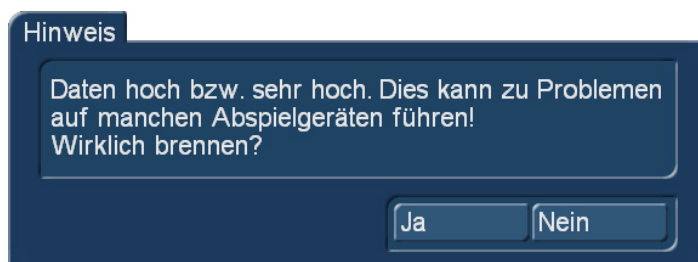 Hinweis
Daten hoch bzw. sehr hoch. Dies kann zu Problemen
auf manchen Abspielgeräten führen!
Wirklich brennen?
Ja Nein